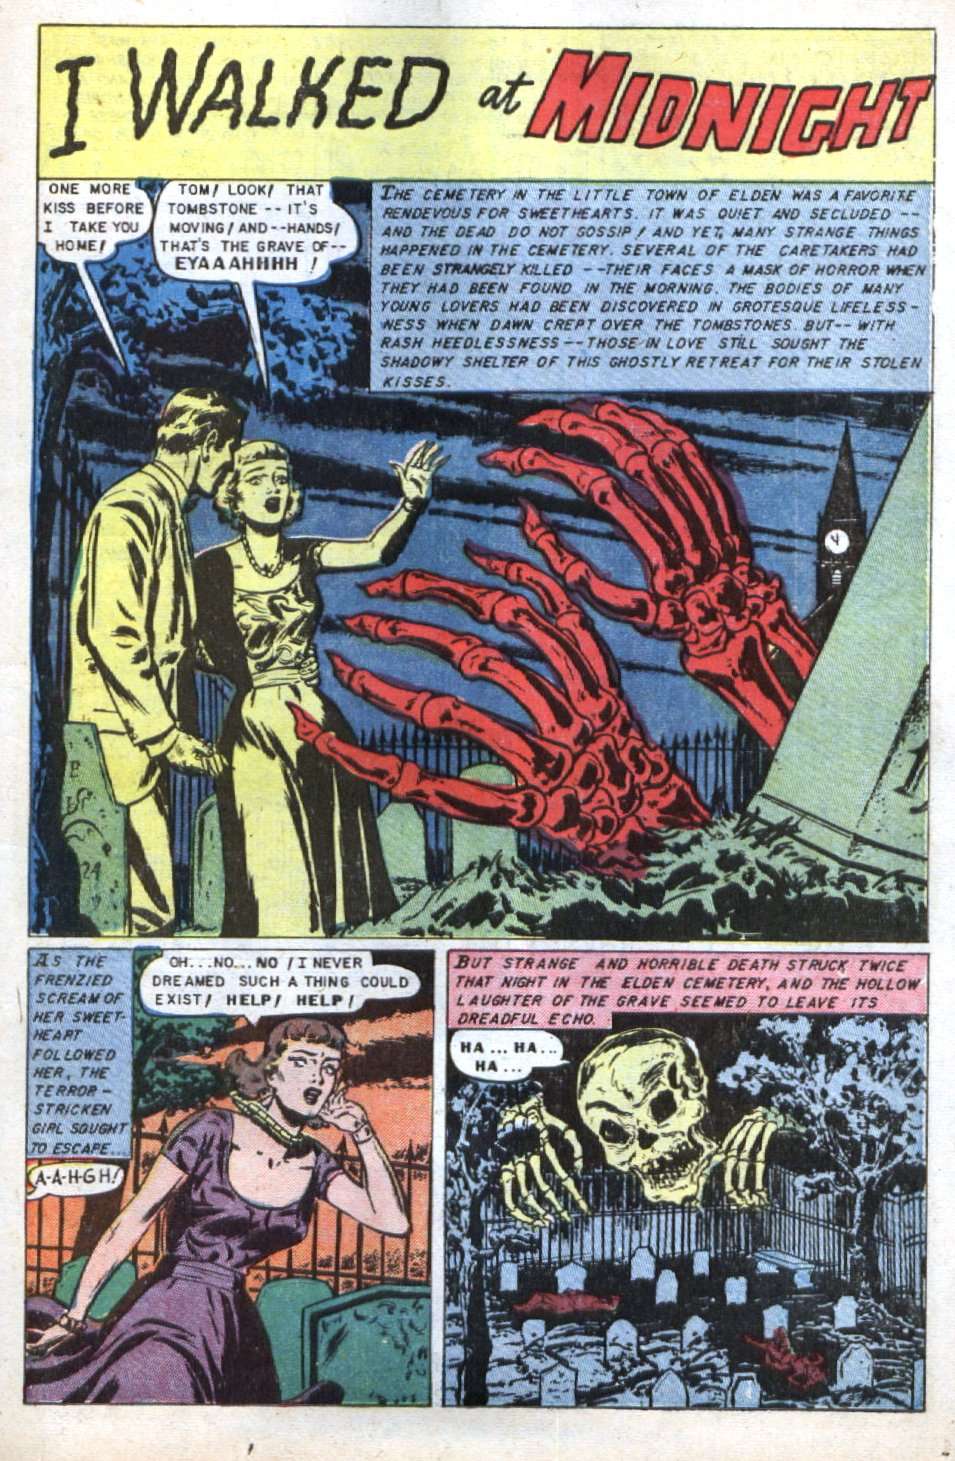 I WALKED at MIDNIGHT
ONE MORE
KISS BEFORE
I TAKE YOU
HOME!
TOM! LOOK! THAT
TOMBSTONE -- IT'S
MOVING! AND -- HANDS!
THAT'S THE GRAVE OF--
EYAAAHHHH!
THE CEMETERY IN THE LITTLE TOWN OF ELDEN WAS A FAVORITE
RENDEVOUS FOR SWEETHEARTS. IT WAS QUIET AND SECLUDED --
AND THE DEAD DO NOT GOSSIP! AND YET, MANY STRANGE THINGS
HAPPENED IN THE CEMETERY. SEVERAL OF THE CARETAKERS HAD
BEEN STRANGELY KILLED -- THEIR FACES A MASK OF HORROR WHEN
THEY HAD BEEN FOUND IN THE MORNING. THE BODIES OF MANY
YOUNG LOVERS HAD BEEN DISCOVERED IN GROTESQUE LIFELESS-
NESS WHEN DAWN CREPT OVER THE TOMBSTONES. BUT -- WITH
RASH HEEDLESSNESS -- THOSE IN LOVE STILL SOUGHT THE
SHADOWY SHELTER OF THIS GHOSTLY RETREAT FOR THEIR STOLEN
KISSES.
24
AS THE
FRENZIED
SCREAM OF
HER SWEET-
HEART
FOLLOWED
HER, THE
TERROR-
STRICKEN
GIRL SOUGHT
TO ESCAPE...
OH...NO...NO! I NEVER
DREAMED SUCH A THING COULD
EXIST! HELP! HELP!
A-A-H-GH!
BUT STRANGE AND HORRIBLE DEATH STRUCK TWICE
THAT NIGHT IN THE ELDEN CEMETERY, AND THE HOLLOW
LAUGHTER OF THE GRAVE SEEMED TO LEAVE ITS
DREADFUL ECHO.
HA ... HA ...
HA ...